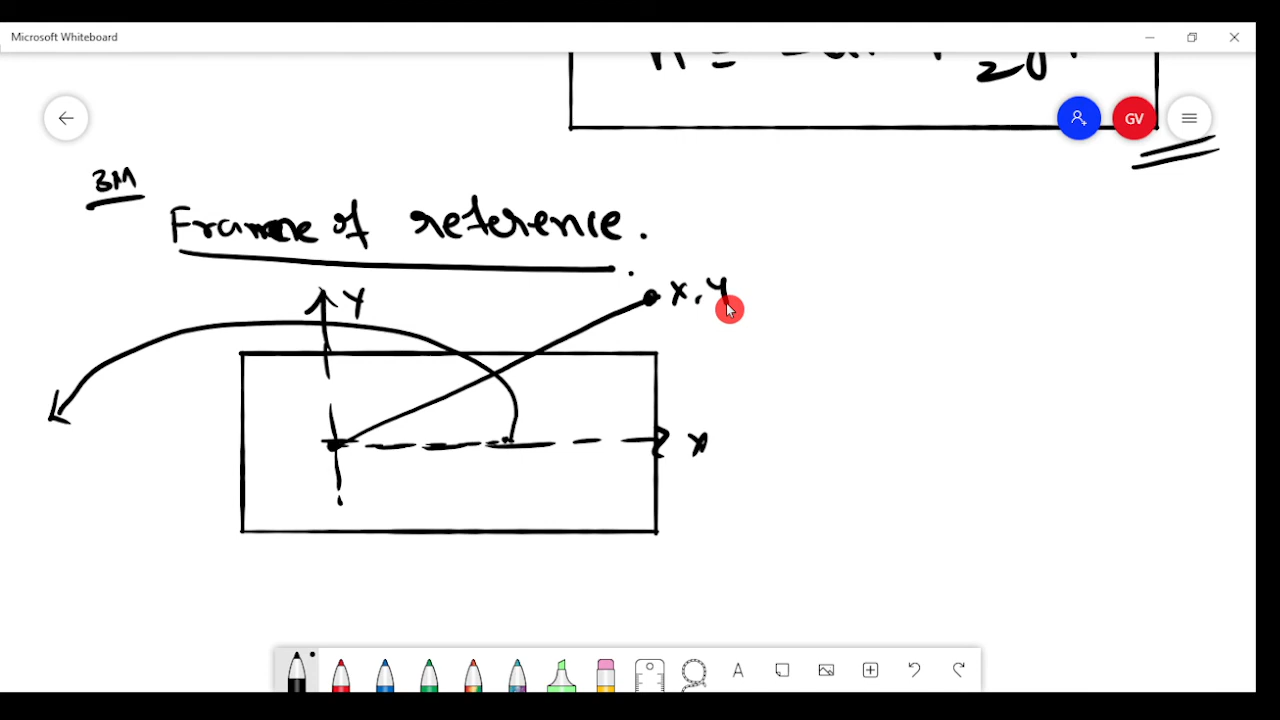 Microsoft Whiteboard
GV
3M
Frame of reference.
Y
x, y
x
A